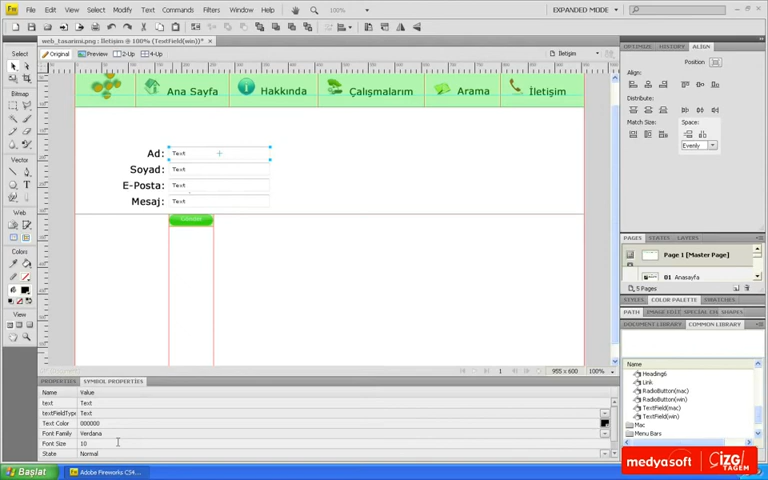 Fw File Edit View Select Modify Text Commands Filters Window Help 100% EXPANDED MODE
web_tasarimi.png : İletişim @ 100% (TextField(win))*
Original Preview 2-Up 4-Up İletişim
Select
Bitmap
Vector
Web
Colors
View
Ana Sayfa Hakkında Çalışmalarım Arama İletişim
Ad: Text
Soyad: Text
E-Posta: Text
Mesaj: Text
1 955 x 600 100%
PROPERTIES SYMBOL PROPERTIES
Name Value
text Text
textFieldType Text
Text Color 000000
Font Family Verdana
Font Size 10
State Normal
OPTIMIZE HISTORY ALIGN
Position
Align:
Distribute:
Match Size: Space:
Evenly
PAGES STATES LAYERS
Page 1 [Master Page]
01 Anasayfa
5 Pages
STYLES COLOR PALETTE SWATCHES
PATH
DOCUMENT LIBRARY COMMON LIBRARY
Name
Heading6
Link
RadioButton(mac)
RadioButton(win)
TextField(mac)
TextField(win)
Mac
Menu Bars
medyasoft ÇİZGİ TAGEM
Başlat Adobe Fireworks CS4...